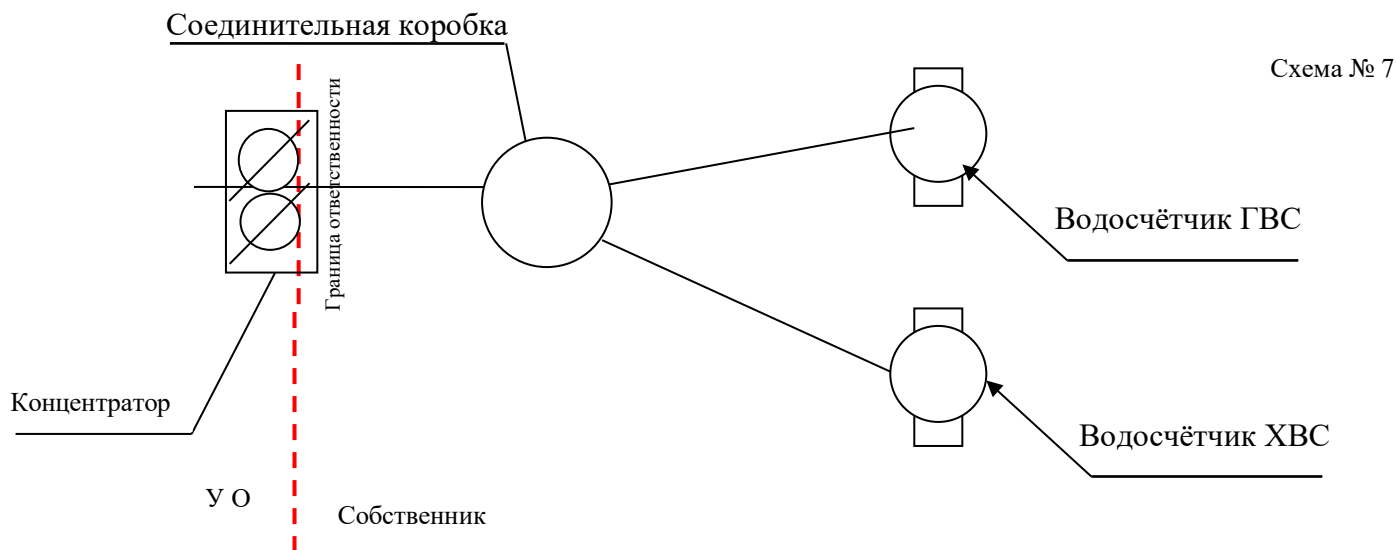 Соединительная коробка
Схема № 7
Граница ответственности
Водосчётчик ГВС
Концентратор
Водосчётчик ХВС
У О
Собственник